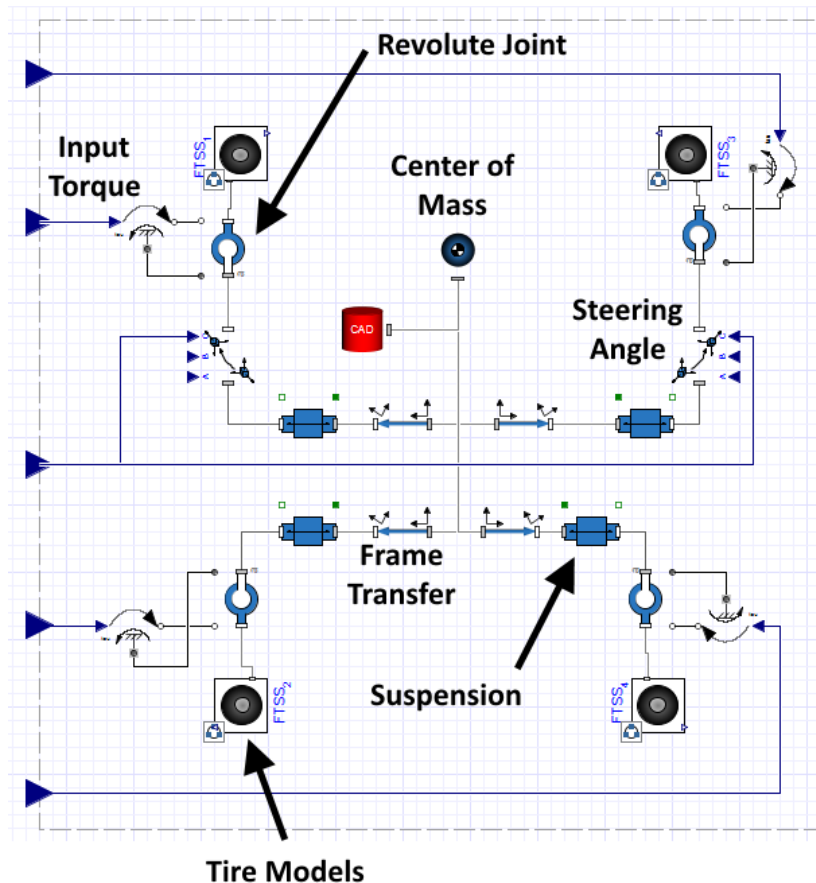 Revolute Joint
FTSS1
FTSS3
Input
Torque
Center of
Mass
CAD
Steering
Angle
C
B
A
C
B
A
Frame
Transfer
Suspension
FTSS2
FTSS4
Tire Models